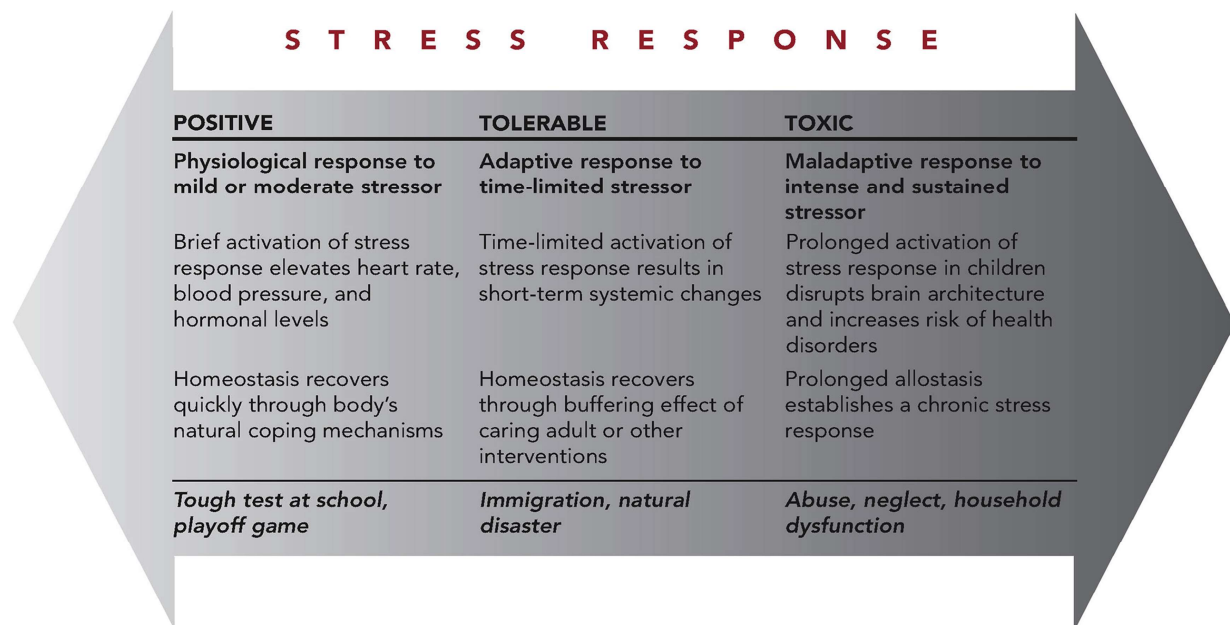 STRESS RESPONSE
POSITIVE
Physiological response to
mild or moderate stressor
Brief activation of stress
response elevates heart rate,
blood pressure, and
hormonal levels
Homeostasis recovers
quickly through body’s
natural coping mechanisms
Tough test at school,
playoff game
TOLERABLE
Adaptive response to
time-limited stressor
Time-limited activation of
stress response results in
short-term systemic changes
Homeostasis recovers
through buffering effect of
caring adult or other
interventions
Immigration, natural
disaster
TOXIC
Maladaptive response to
intense and sustained
stressor
Prolonged activation of
stress response in children
disrupts brain architecture
and increases risk of health
disorders
Prolonged allostasis
establishes a chronic stress
response
Abuse, neglect, household
dysfunction